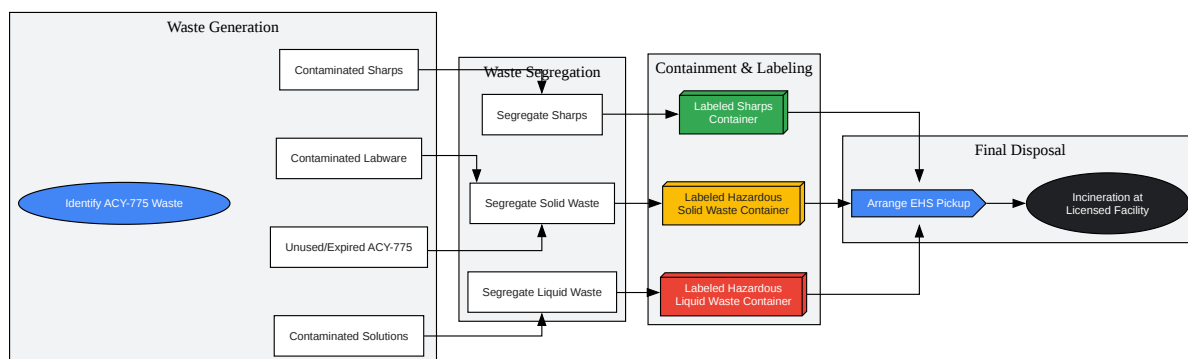 Waste Generation
Identify ACY-775 Waste
Contaminated Sharps
Contaminated Labware
Unused/Expired ACY-775
Contaminated Solutions
Waste Segregation
Segregate Sharps
Segregate Solid Waste
Segregate Liquid Waste
Containment & Labeling
Labeled Sharps
Container
Labeled Hazardous
Solid Waste Container
Labeled Hazardous
Liquid Waste Container
Final Disposal
Arrange EHS Pickup
Incineration at
Licensed Facility